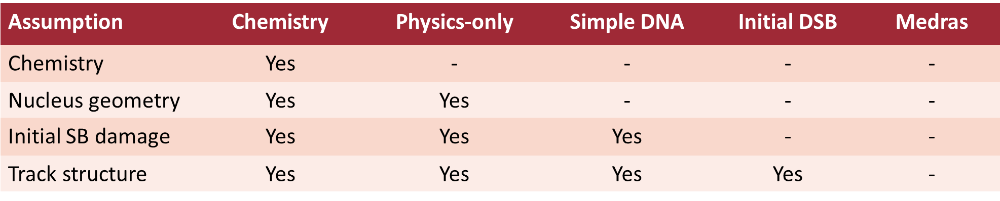 Assumption Chemistry Physics-only Simple DNA Initial DSB Medras
Chemistry Yes - - - -
Nucleus geometry Yes Yes - - -
Initial SB damage Yes Yes Yes - -
Track structure Yes Yes Yes Yes -